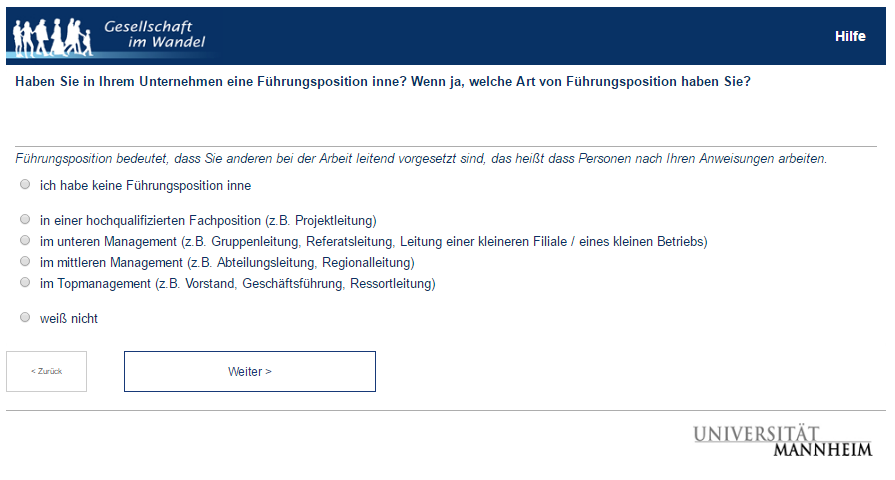 Gesellschaft
im Wandel
Hilfe
Haben Sie in Ihrem Unternehmen eine Führungsposition inne? Wenn ja, welche Art von Führungsposition haben Sie?
Führungsposition bedeutet, dass Sie anderen bei der Arbeit leitend vorgesetzt sind, das heißt dass Personen nach Ihren Anweisungen arbeiten.
ich habe keine Führungsposition inne
in einer hochqualifizierten Fachposition (z.B. Projektleitung)
im unteren Management (z.B. Gruppenleitung, Referatsleitung, Leitung einer kleineren Filiale / eines kleinen Betriebs)
im mittleren Management (z.B. Abteilungsleitung, Regionalleitung)
im Topmanagement (z.B. Vorstand, Geschäftsführung, Ressortleitung)
weiß nicht
< Zurück
Weiter >
UNIVERSITÄT
MANNHEIM